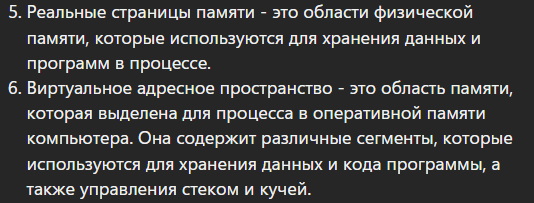 5. Реальные страницы памяти - это области физической
памяти, которые используются для хранения данных и
программ в процессе.
6. Виртуальное адресное пространство - это область памяти,
которая выделена для процесса в оперативной памяти
компьютера. Она содержит различные сегменты, которые
используются для хранения данных и кода программы, а
также управления стеком и кучей.